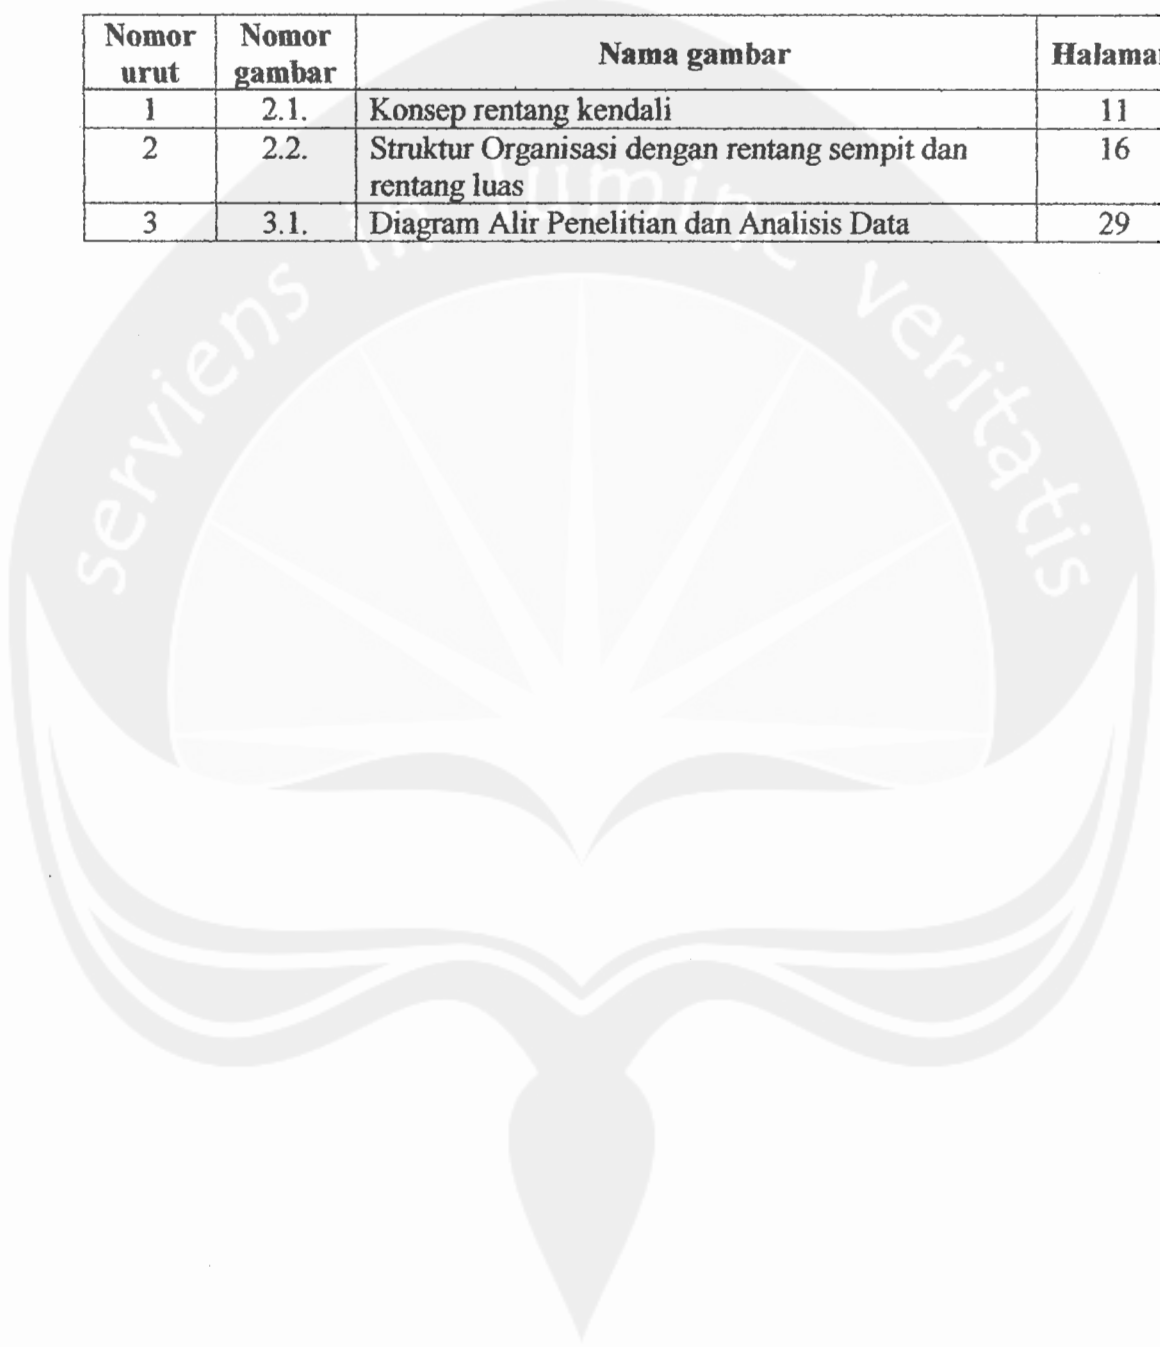 Nomor urut Nomor gambar Nama gambar Halaman
1 2.1. Konsep rentang kendali 11
2 2.2. Struktur Organisasi dengan rentang sempit dan 16
rentang luas
3 3.1. Diagram Alir Penelitian dan Analisis Data 29
serviens in lumine veritatis